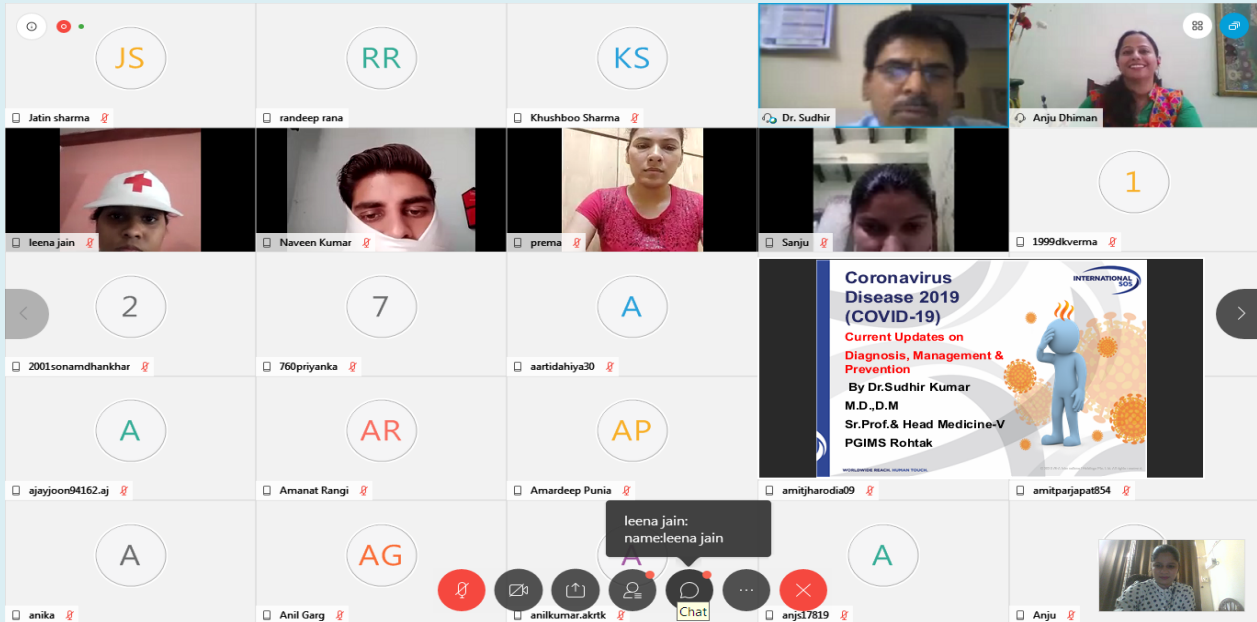 JS
RR
KS
Jatin sharma
randeep rana
Khushboo Sharma
Dr. Sudhir
Anju Dhiman
1
leena jain
Naveen Kumar
prema
Sanju
1999dkverma
2
7
A
2001sonamdhankhar
760priyanka
aartidahiya30
INTERNATIONAL
SOS
Coronavirus
Disease 2019
(COVID-19)
Current Updates on
Diagnosis, Management &
Prevention
By Dr.Sudhir Kumar
M.D.,D.M
Sr.Prof.& Head Medicine-V
PGIMS Rohtak
WORLDWIDE REACH. HUMAN TOUCH.
A
AR
AP
ajayjoon94162.aj
Amanat Rangi
Amardeep Punia
amitjharodia09
amitparjapat854
leena jain:
name:leena jain
A
AG
A
A
Chat
anika
Anil Garg
anilkumar.akrtk
anjs17819
Anju